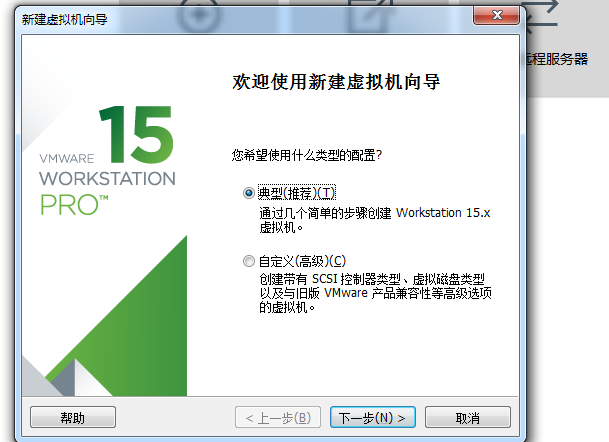 新建虚拟机向导
远程服务器
欢迎使用新建虚拟机向导
15
VMWARE
WORKSTATION
PRO™
您希望使用什么类型的配置?
典型(推荐)(T)
通过几个简单的步骤创建 Workstation 15.x
虚拟机。
自定义(高级)(C)
创建带有 SCSI 控制器类型、虚拟磁盘类型
以及与旧版 VMware 产品兼容性等高级选项
的虚拟机。
帮助
< 上一步(B)
下一步(N) >
取消